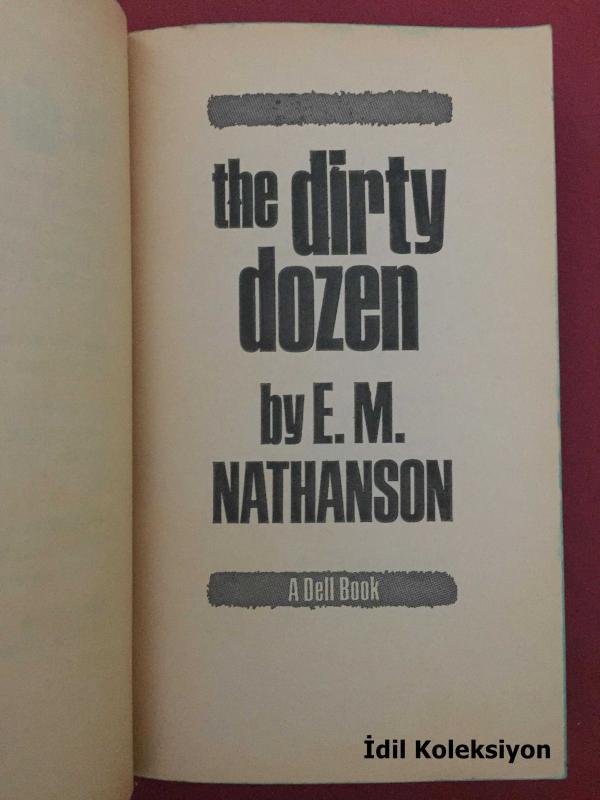 the dirty
dozen
by E. M.
NATHANSON
A Dell Book
İdil Koleksiyon